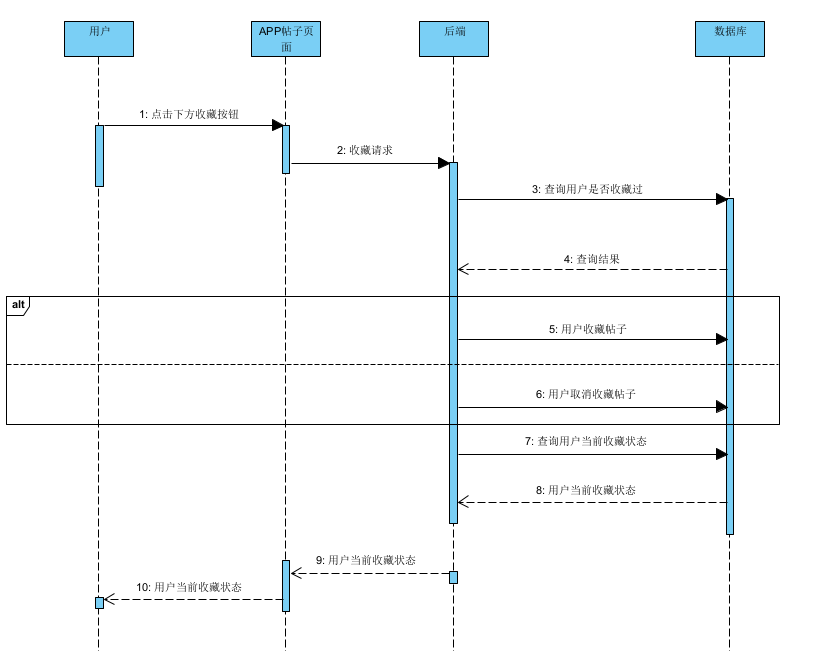 用户
APP帖子页
面
后端
数据库
1: 点击下方收藏按钮
2: 收藏请求
3: 查询用户是否收藏过
4: 查询结果
alt
5: 用户收藏帖子
6: 用户取消收藏帖子
7: 查询用户当前收藏状态
8: 用户当前收藏状态
9: 用户当前收藏状态
10: 用户当前收藏状态